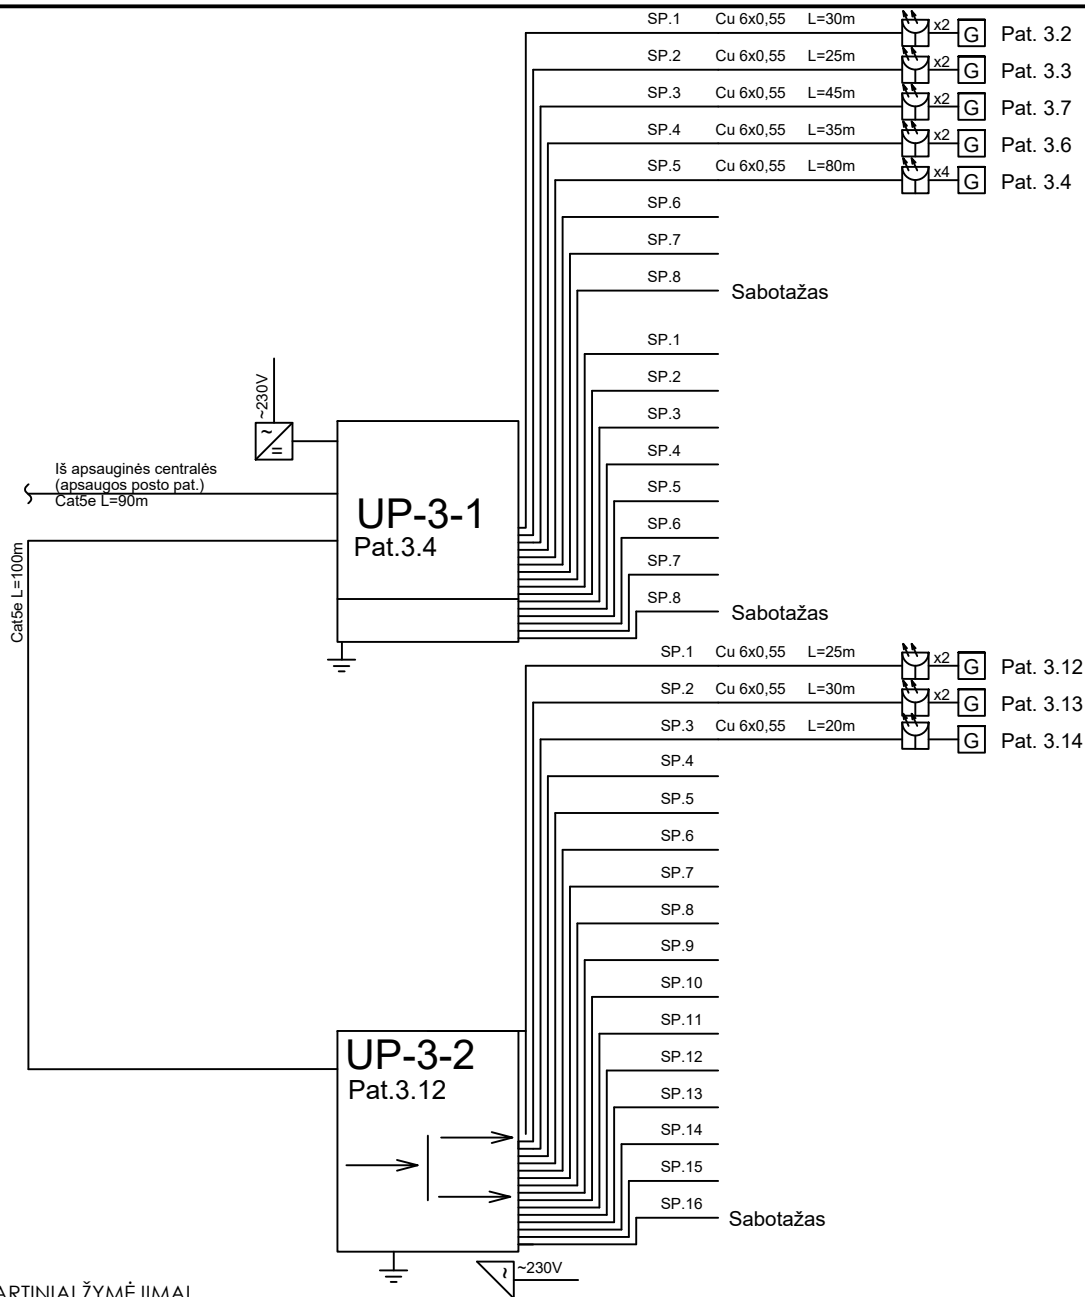 SP.1 Cu 6x0,55 L=30m x2 G Pat. 3.2
SP.2 Cu 6x0,55 L=25m x2 G Pat. 3.3
SP.3 Cu 6x0,55 L=45m x2 G Pat. 3.7
SP.4 Cu 6x0,55 L=35m x2 G Pat. 3.6
SP.5 Cu 6x0,55 L=80m x4 G Pat. 3.4
SP.6
SP.7
SP.8 Sabotažas
SP.1
SP.2
SP.3
SP.4
SP.5
SP.6
SP.7
SP.8 Sabotažas
~230V
~
=
Iš apsauginės centralės
(apsaugos posto pat.)
Cat5e L=90m
UP-3-1
Pat.3.4
Cat5e L=100m
SP.1 Cu 6x0,55 L=25m x2 G Pat. 3.12
SP.2 Cu 6x0,55 L=30m x2 G Pat. 3.13
SP.3 Cu 6x0,55 L=20m G Pat. 3.14
SP.4
SP.5
SP.6
SP.7
SP.8
SP.9
SP.10
SP.11
SP.12
SP.13
SP.14
SP.15
SP.16 Sabotažas
UP-3-2
Pat.3.12
~ ~230V
ARTINIAI ŽYMĖJIMAI